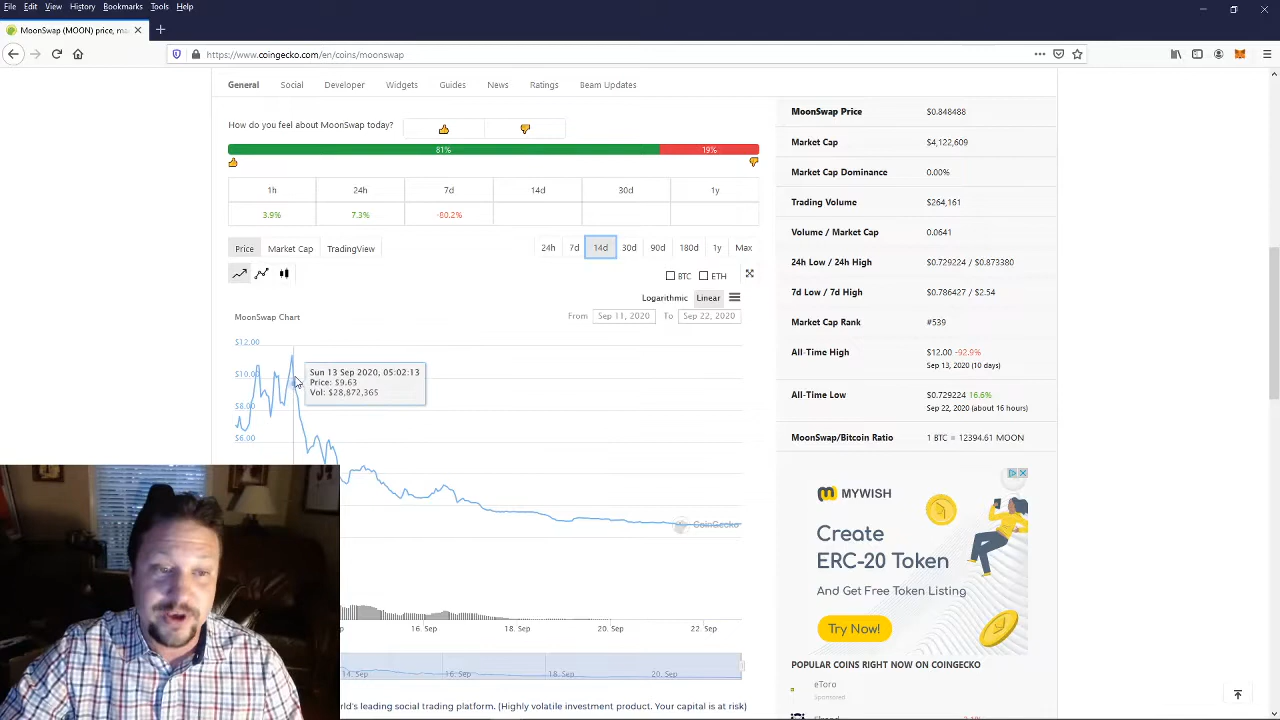 File Edit View History Bookmarks Tools Help
MoonSwap (MOON) price, ma
https://www.coingecko.com/en/coins/moonswap
General Social Developer Widgets Guides News Ratings Beam Updates
How do you feel about MoonSwap today?
81% 19%
1h 24h 7d 14d 30d 1y
3.9% 7.3% -80.2%
Price Market Cap TradingView
24h 7d 14d 30d 90d 180d 1y Max
BTC ETH
Logarithmic Linear
MoonSwap Chart
From Sep 11, 2020 To Sep 22, 2020
$12.00
$10.00
$8.00
$6.00
Sun 13 Sep 2020, 05:02:13
Price: $9.63
Vol: $28,872,365
CoinGecko
16. Sep 18. Sep 20. Sep 22. Sep
14. Sep 16. Sep 18. Sep 20. Sep
rld's leading social trading platform. (Highly volatile investment product. Your capital is at risk)
MoonSwap Price $0.848488
Market Cap $4,122,609
Market Cap Dominance 0.00%
Trading Volume $264,161
Volume / Market Cap 0.0641
24h Low / 24h High $0.729224 / $0.873380
7d Low / 7d High $0.786427 / $2.54
Market Cap Rank #539
All-Time High $12.00 -92.9%
Sep 13, 2020 (10 days)
All-Time Low $0.729224 16.6%
Sep 22, 2020 (about 16 hours)
MoonSwap/Bitcoin Ratio 1 BTC = 12394.61 MOON
MYWISH
Create
ERC-20 Token
And Get Free Token Listing
Try Now!
POPULAR COINS RIGHT NOW ON COINGECKO
eToro
Sponsored